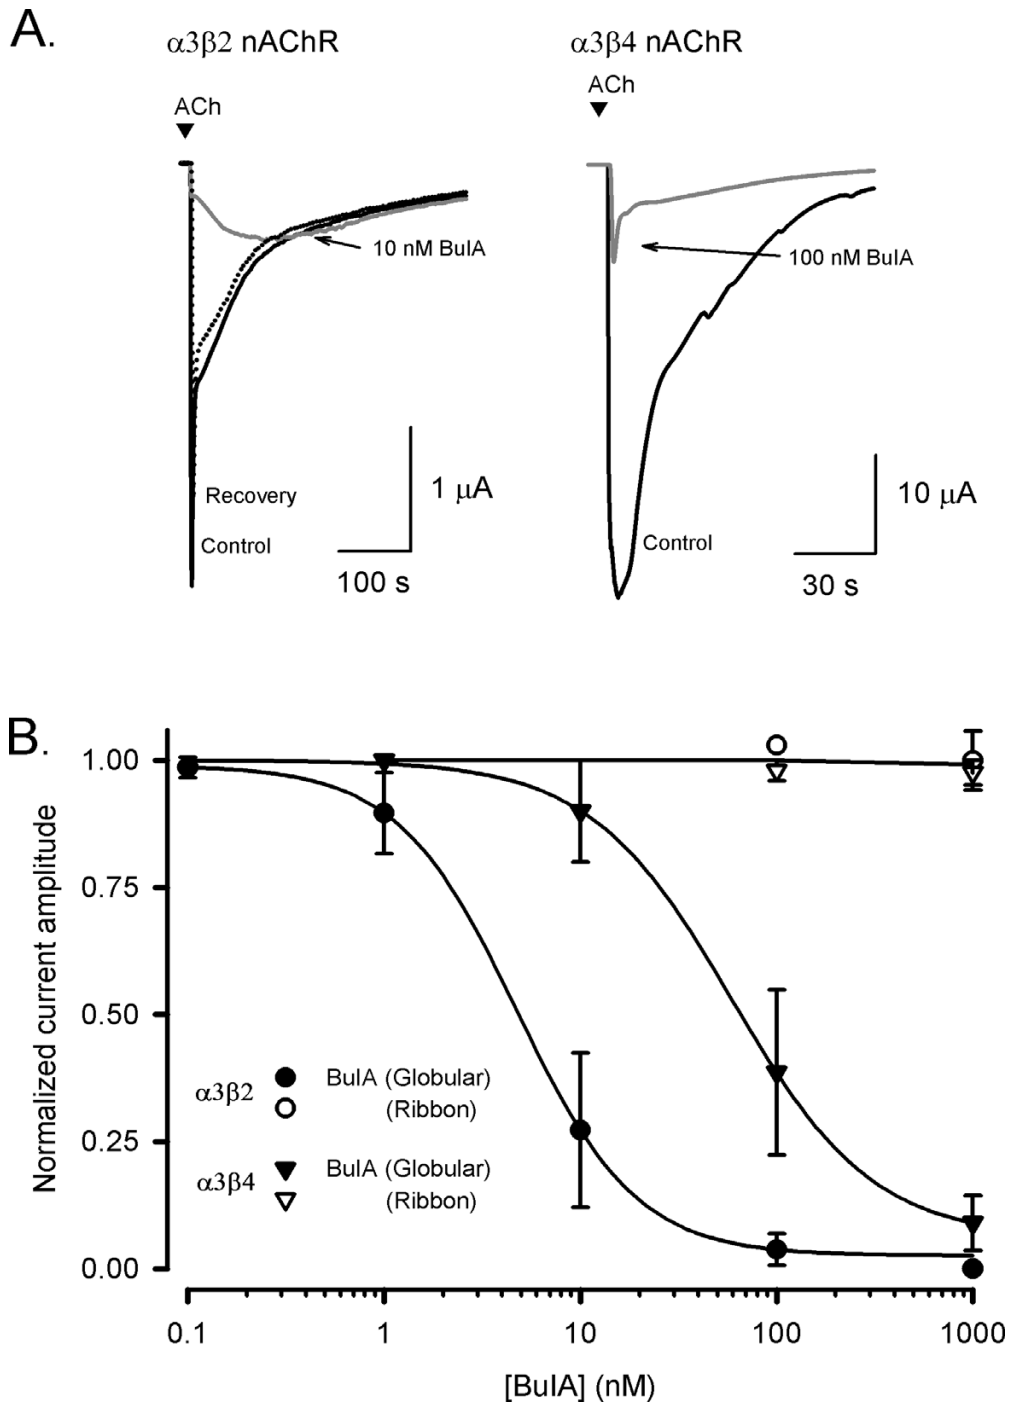 A.
α3β2 nAChR
α3β4 nAChR
ACh
ACh
10 nM BuIA
100 nM BuIA
Recovery
Control
1 μA
100 s
Control
10 μA
30 s
B.
Normalized current amplitude
1.00
0.75
0.50
0.25
0.00
α3β2
BuIA (Globular)
(Ribbon)
α3β4
BuIA (Globular)
(Ribbon)
0.1
1
10
100
1000
[BuIA] (nM)